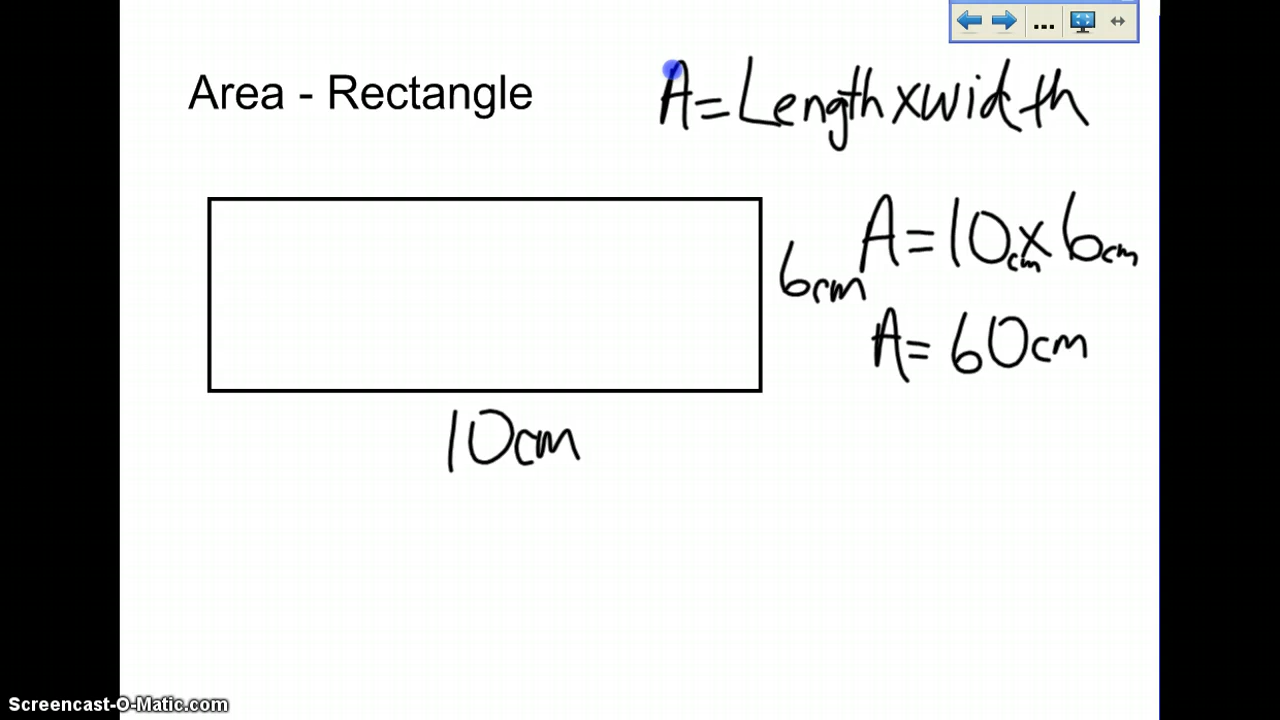 Area - Rectangle
A = Length x width
6cm
A = 10cm x 6cm
A = 60cm
10cm
Screencast-O-Matic.com